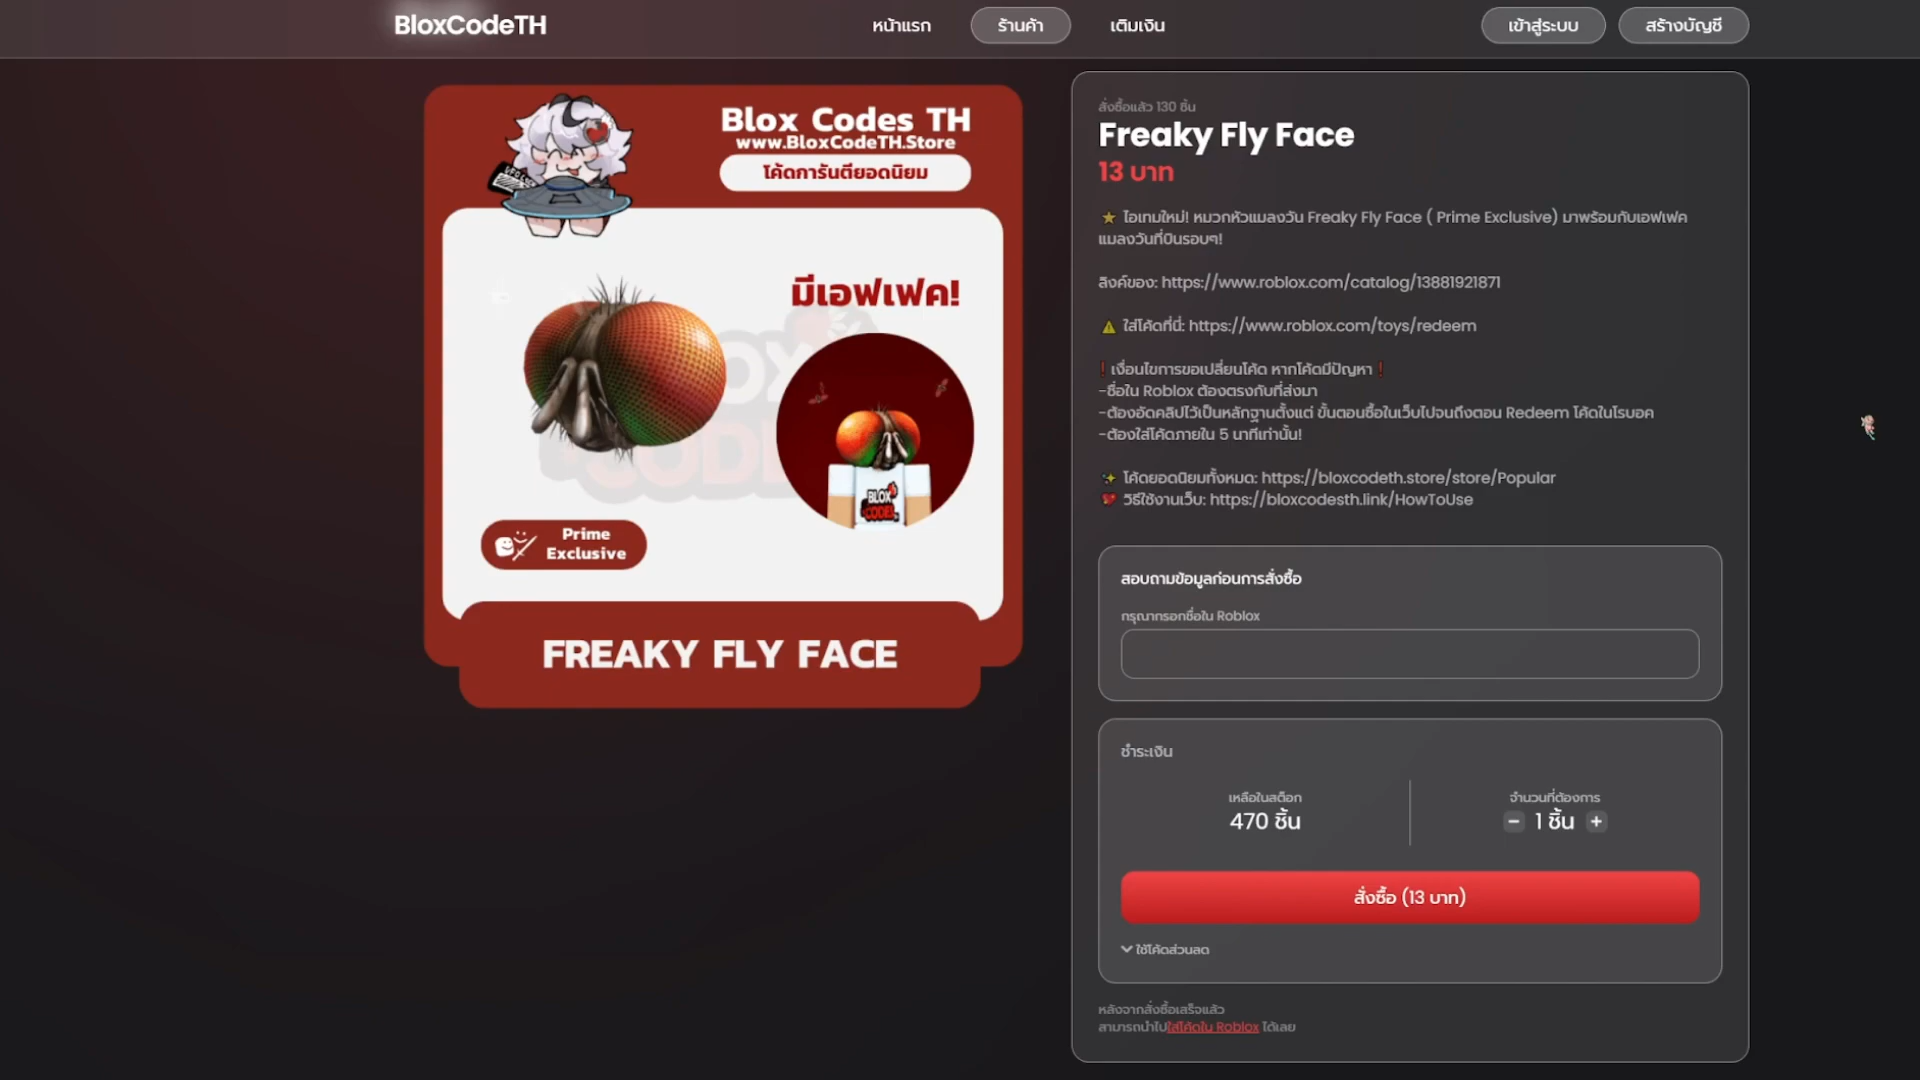 BloxCodeTH
หน้าแรก
ร้านค้า
เติมเงิน
เข้าสู่ระบบ
สร้างบัญชี
Blox Codes TH
www.BloxCodeTH.Store
โค้ดการันตียอดนิยม
มีเอฟเฟค!
BLOX
CODE!
Prime
Exclusive
FREAKY FLY FACE
สั่งซื้อแล้ว 130 ชิ้น
Freaky Fly Face
13 บาท
⭐ ไอเทมใหม่! หมวกหัวแมลงวัน Freaky Fly Face ( Prime Exclusive) มาพร้อมกับเอฟเฟค
แมลงวันที่บินรอบๆ!
ลิงค์ของ: https://www.roblox.com/catalog/13881921871
⚠️ ใส่โค้ดที่นี่: https://www.roblox.com/toys/redeem
❗เงื่อนไขการขอเปลี่ยนโค้ด หากโค้ดมีปัญหา❗
-ชื่อใน Roblox ต้องตรงกับที่ส่งมา
-ต้องอัดคลิปไว้เป็นหลักฐานตั้งแต่ ขั้นตอนซื้อในเว็บไปจนถึงตอน Redeem โค้ดในโรบอค
-ต้องใส่โค้ดภายใน 5 นาทีเท่านั้น!
✨ โค้ดยอดนิยมทั้งหมด: https://bloxcodeth.store/store/Popular
💝 วิธีใช้งานเว็บ: https://bloxcodesth.link/HowToUse
สอบถามข้อมูลก่อนการสั่งซื้อ
กรุณากรอกชื่อใน Roblox
ชำระเงิน
เหลือในสต็อก
470 ชิ้น
จำนวนที่ต้องการ
- 1 ชิ้น +
สั่งซื้อ (13 บาท)
ใช้โค้ดส่วนลด
หลังจากสั่งซื้อเสร็จแล้ว
สามารถนำไปใส่โค้ดใน Roblox ได้เลย